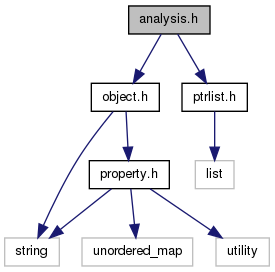 analysis.h
object.h
ptrlist.h
property.h
list
string
unordered_map
utility